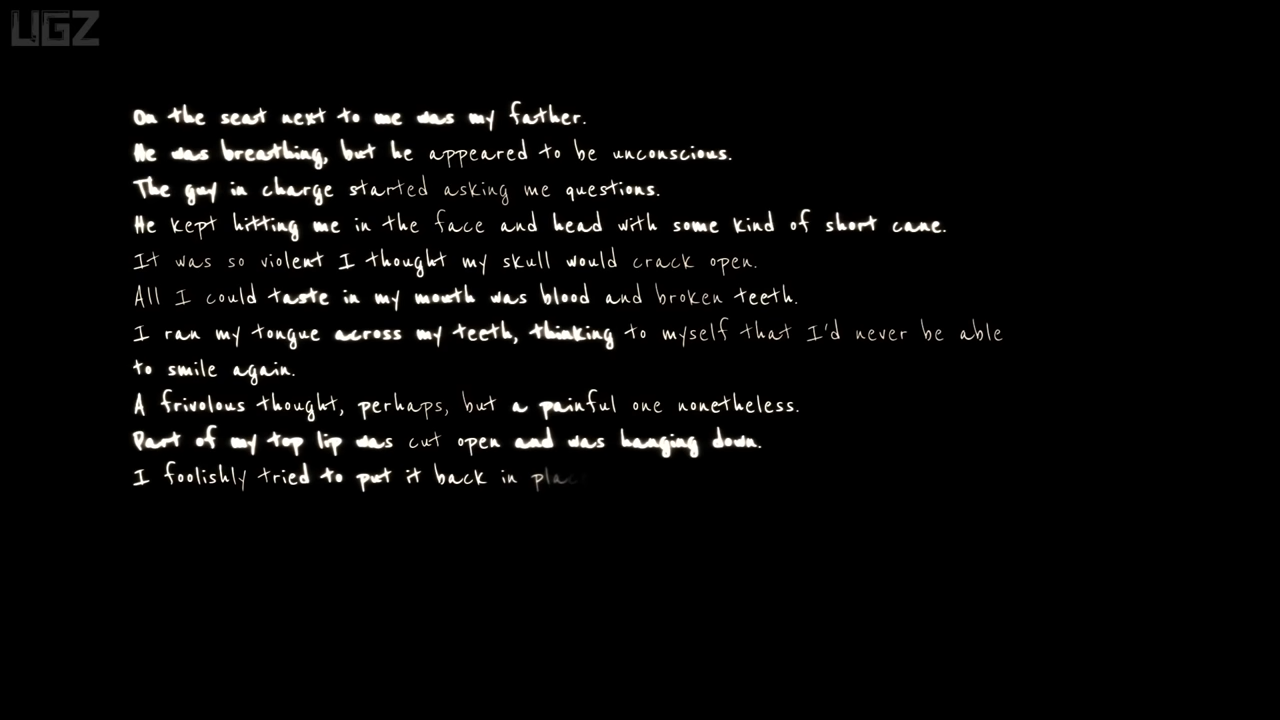 UGZ
On the seat next to me was my father.
He was breathing, but he appeared to be unconscious.
The guy in charge started asking me questions.
He kept hitting me in the face and head with some kind of short cane.
It was so violent I thought my skull would crack open.
All I could taste in my mouth was blood and broken teeth.
I ran my tongue across my teeth, thinking to myself that I'd never be able
to smile again.
A frivolous thought, perhaps, but a painful one nonetheless.
Part of my top lip was cut open and was hanging down.
I foolishly tried to put it back in